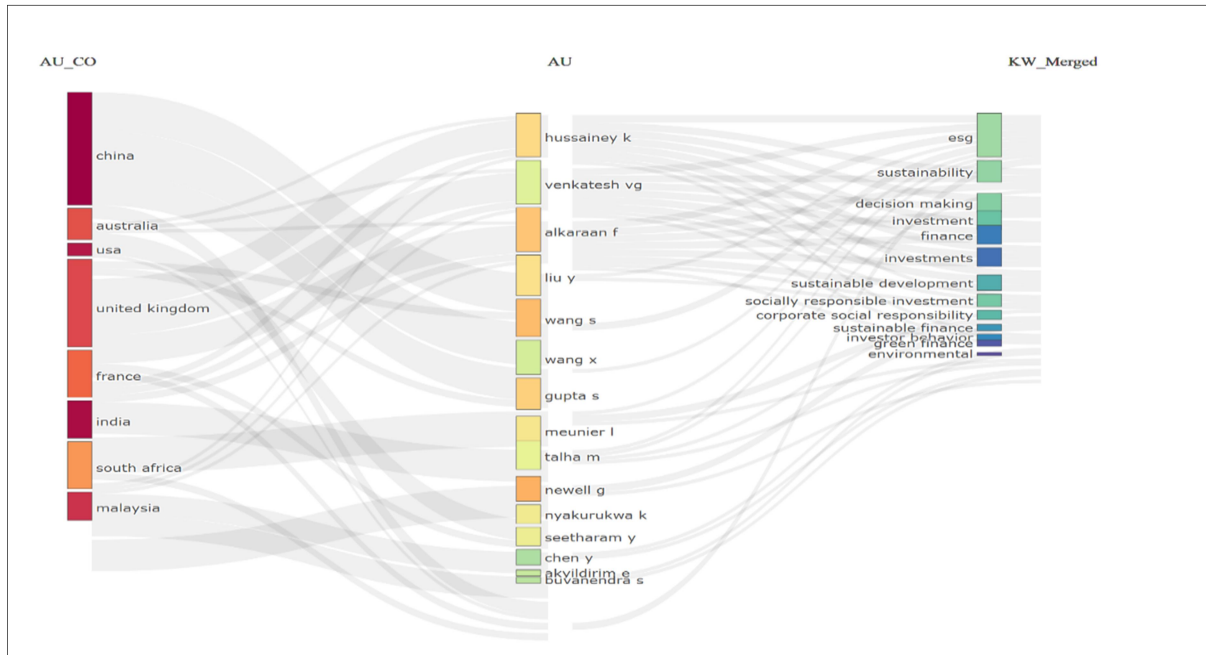 AU_CO
AU
KW_Merged
china
australia
usa
united kingdom
france
india
south africa
malaysia
hussainey k
venkatesh vg
alkaraan f
liu y
wang s
wang x
gupta s
meunier l
talha m
newell g
nyakurukwa k
seetharam y
chen y
akyildirim e
buvanendra s
esg
sustainability
decision making
investment
finance
investments
sustainable development
socially responsible investment
corporate social responsibility
sustainable finance
investor behavior
green finance
environmental